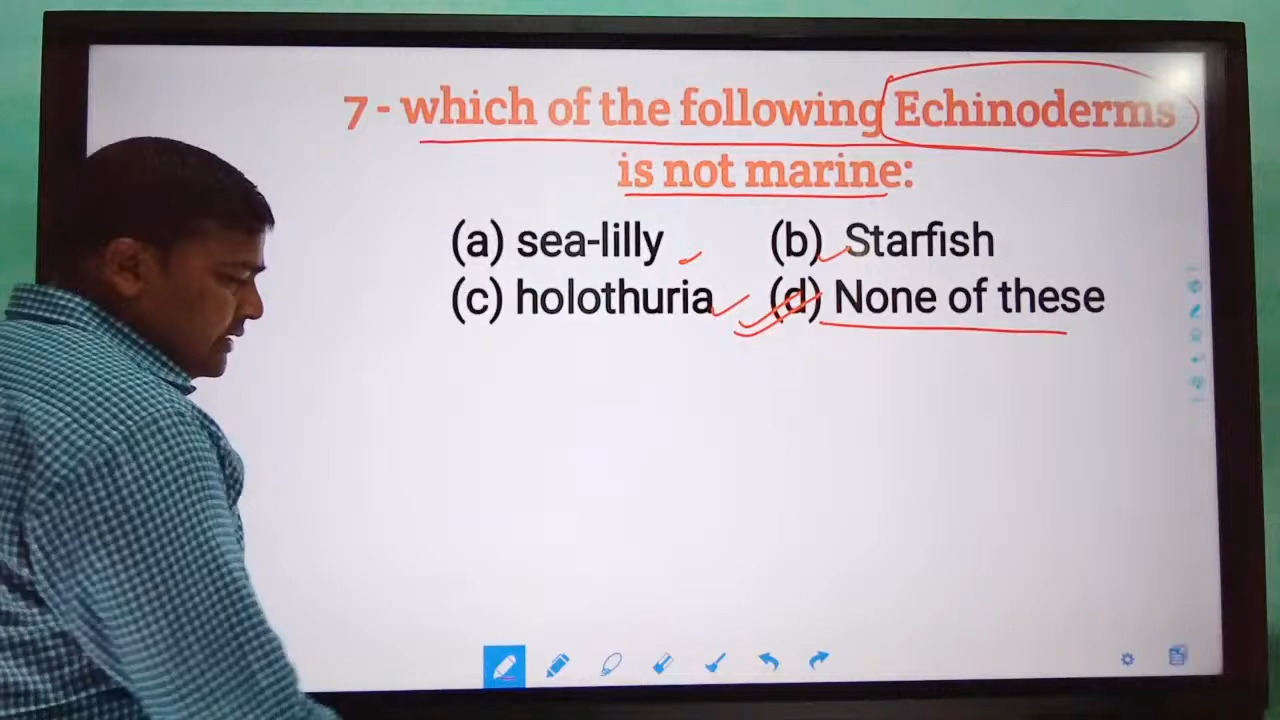 7 - which of the following Echinoderms
is not marine:
(a) sea-lilly (b) Starfish
(c) holothuria (d) None of these